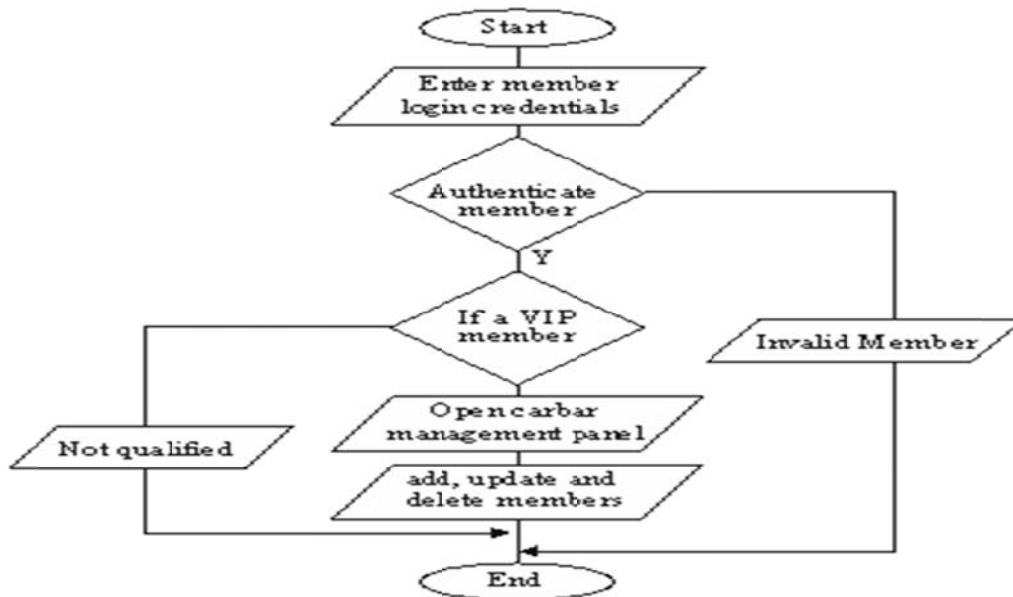 Start
Enter member
login credentials
Authenticate
member
Y
If a VIP
member
Invalid Member
Open carbar
management panel
Not qualified
add, update and
delete members
End